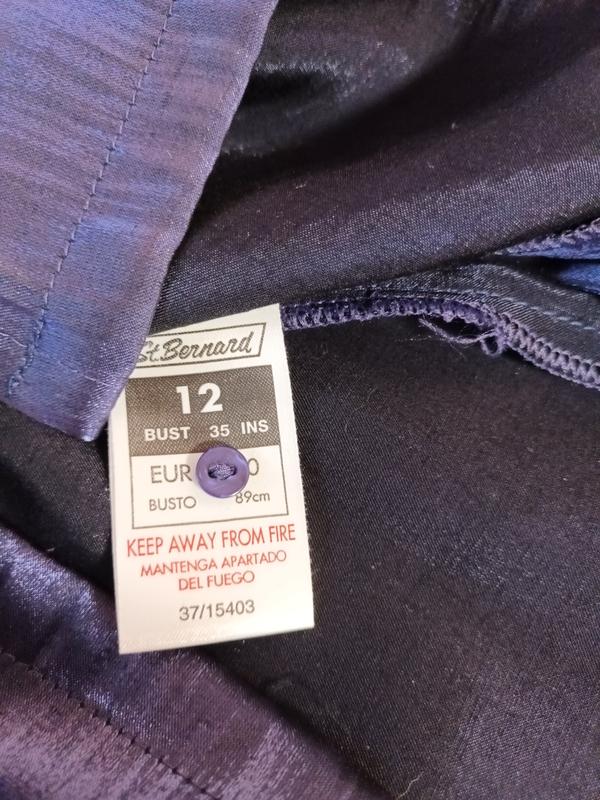 St.Bernard
12
BUST 35 INS
EUR 0
BUSTO 89cm
KEEP AWAY FROM FIRE
MANTENGA APARTADO
DEL FUEGO
37/15403